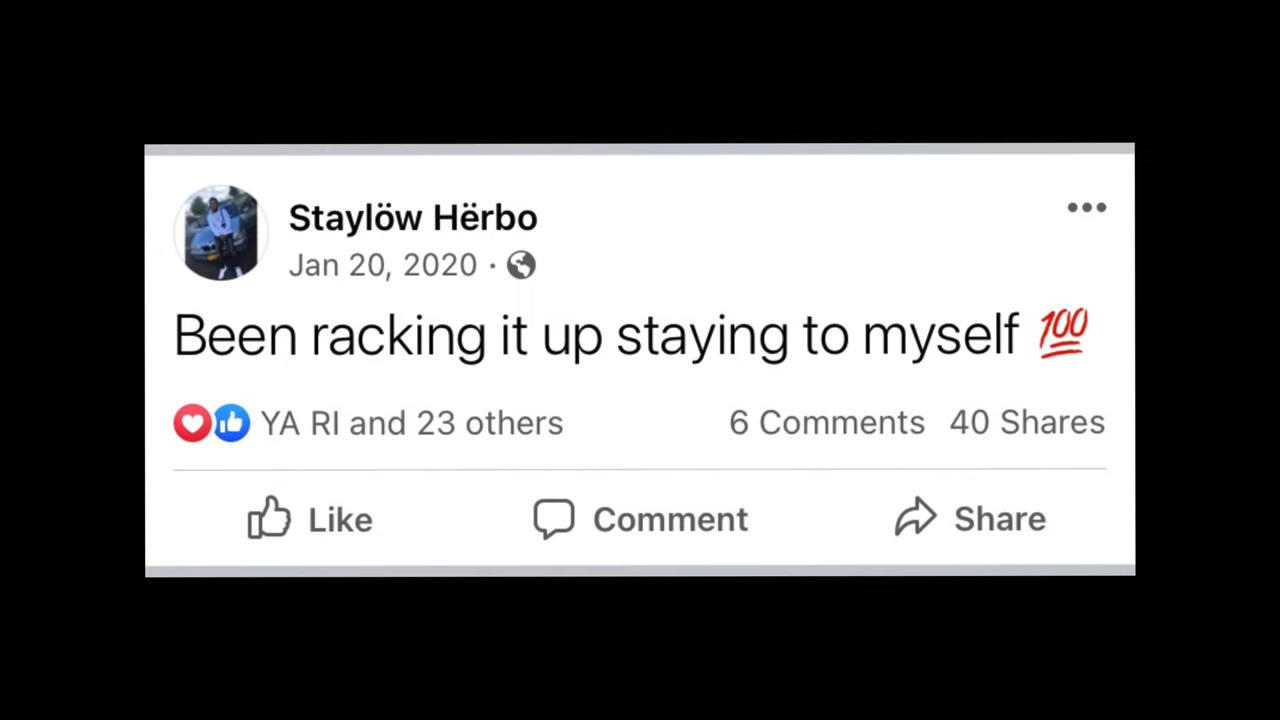 Staylöw Hërbo
Jan 20, 2020 ·
Been racking it up staying to myself 💯
YA RI and 23 others 6 Comments 40 Shares
Like Comment Share